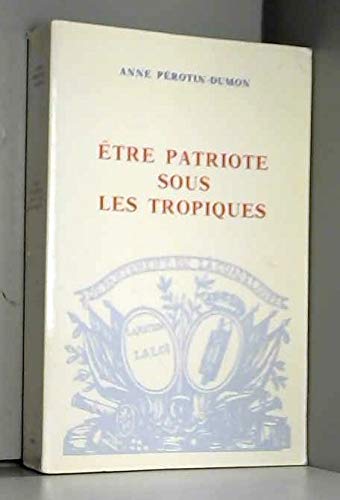 ANNE PÉROTIN-DUMON
ÊTRE PATRIOTE
SOUS
LES TROPIQUES
LA NATION
LA LOI